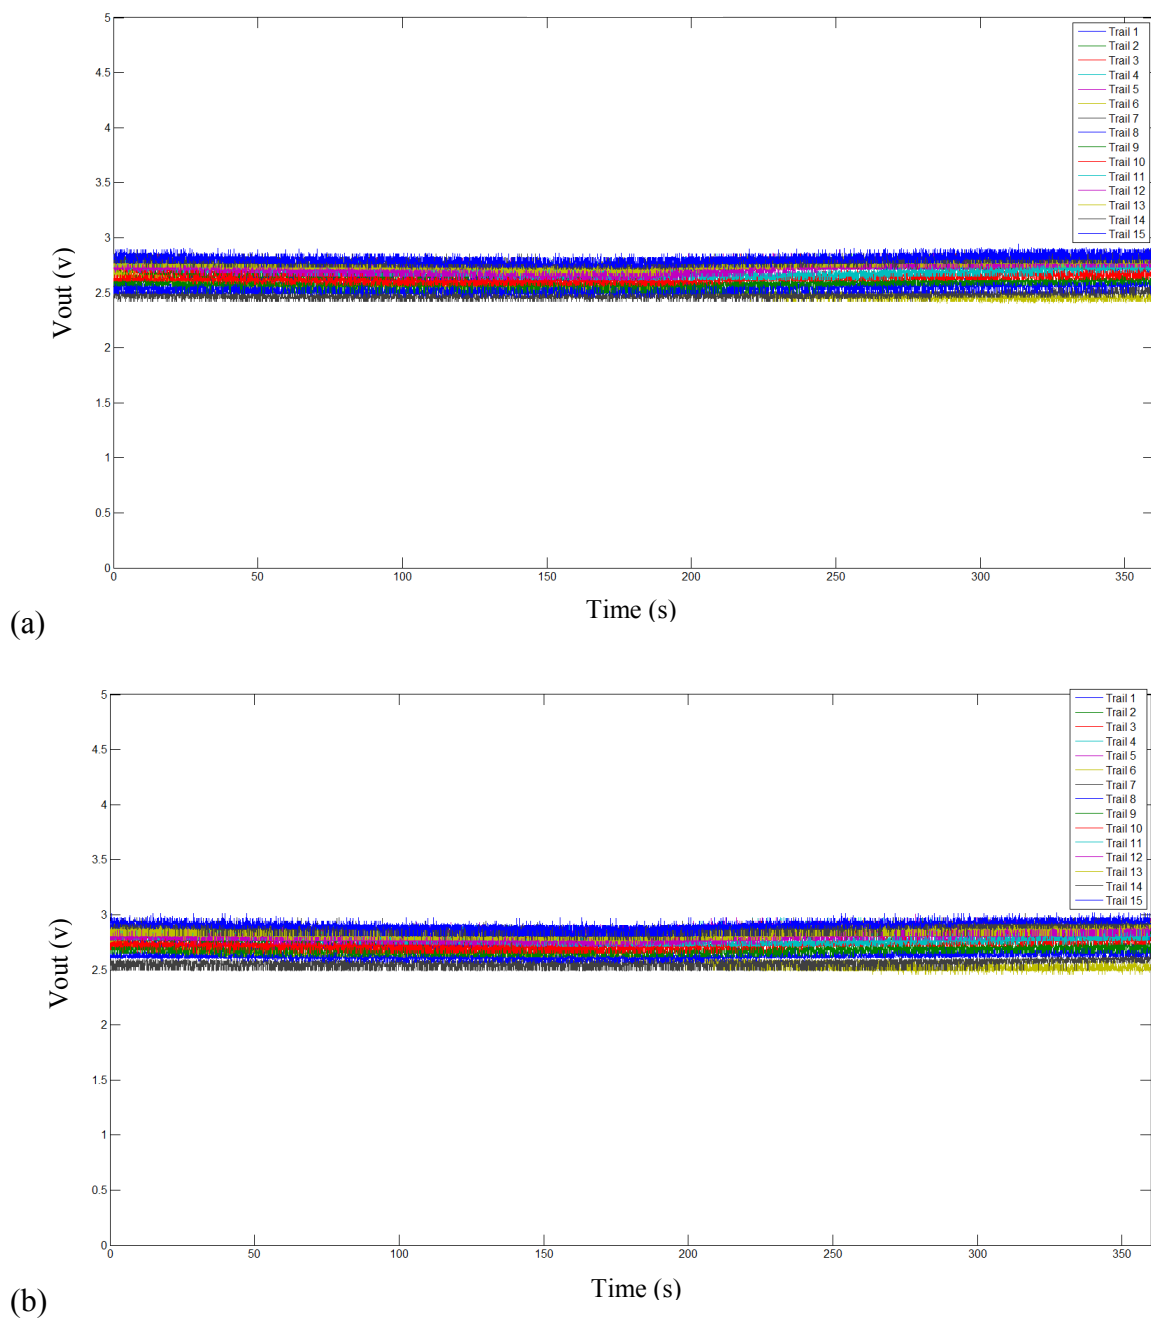 5
4.5
4
3.5
3
2.5
2
1.5
1
0.5
0
Vout (v)
0 50 100 150 200 250 300 350
Time (s)
Trail 1
Trail 2
Trail 3
Trail 4
Trail 5
Trail 6
Trail 7
Trail 8
Trail 9
Trail 10
Trail 11
Trail 12
Trail 13
Trail 14
Trail 15
(a)
5
4.5
4
3.5
3
2.5
2
1.5
1
0.5
0
Vout (v)
0 50 100 150 200 250 300 350
Time (s)
Trail 1
Trail 2
Trail 3
Trail 4
Trail 5
Trail 6
Trail 7
Trail 8
Trail 9
Trail 10
Trail 11
Trail 12
Trail 13
Trail 14
Trail 15
(b)